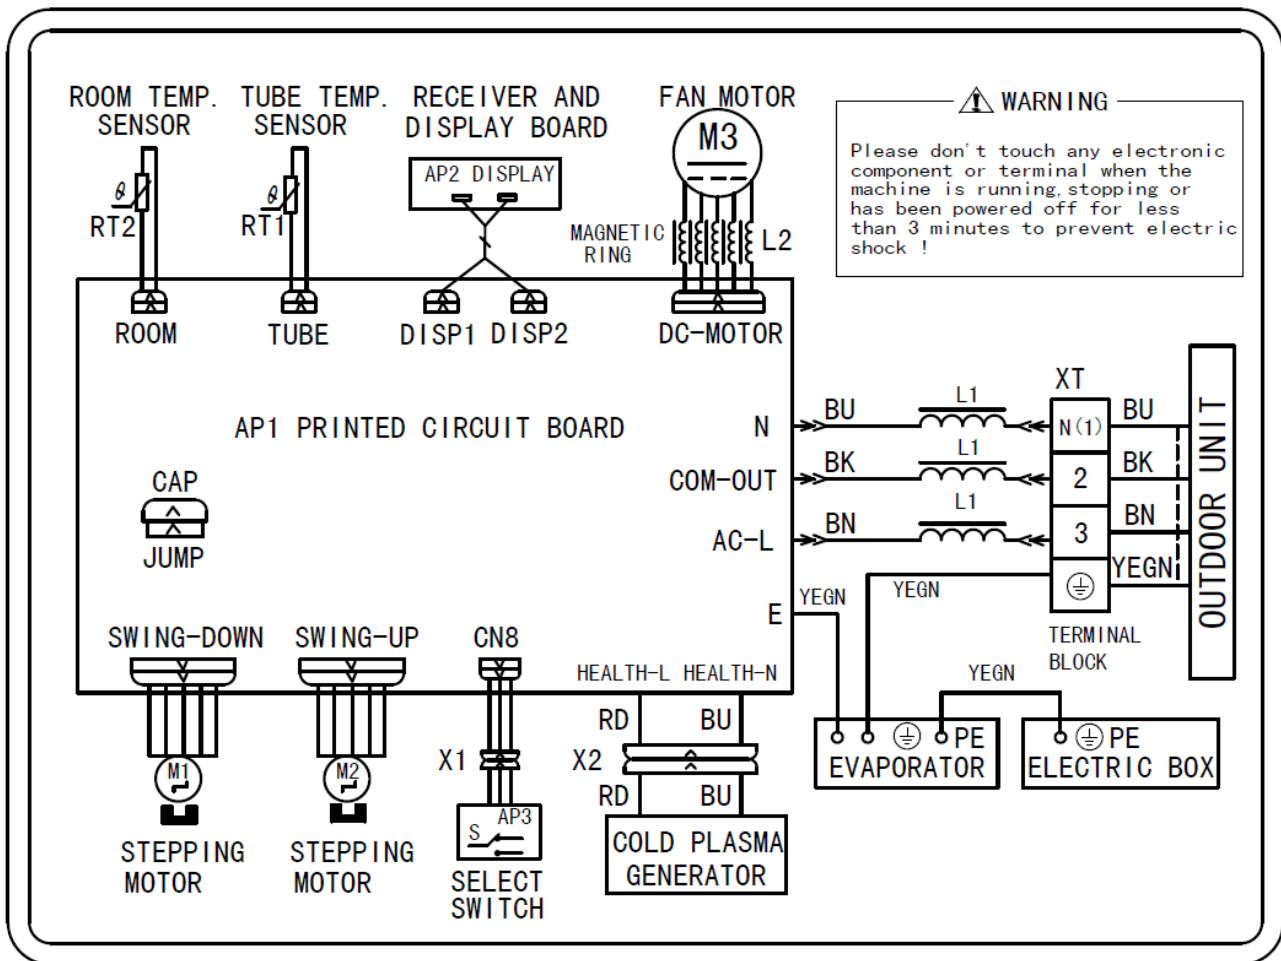 ROOM TEMP.
SENSOR
TUBE TEMP.
SENSOR
RECEIVER AND
DISPLAY BOARD
FAN MOTOR
WARNING
Please don't touch any electronic
component or terminal when the
machine is running, stopping or
has been powered off for less
than 3 minutes to prevent electric
shock !
M3
AP2 DISPLAY
θ
RT2
θ
RT1
MAGNETIC
RING
L2
ROOM
TUBE
DISP1
DISP2
DC-MOTOR
AP1 PRINTED CIRCUIT BOARD
XT
N
BU
L1
N(1)
BU
COM-OUT
BK
L1
2
BK
AC-L
BN
L1
3
BN
YEGN
OUTDOOR UNIT
CAP
JUMP
E
YEGN
YEGN
TERMINAL
BLOCK
SWING-DOWN
SWING-UP
CN8
HEALTH-L
HEALTH-N
YEGN
RD
BU
X1
X2
RD
BU
PE
EVAPORATOR
PE
ELECTRIC BOX
M1
M2
S
AP3
STEPPING
MOTOR
STEPPING
MOTOR
SELECT
SWITCH
COLD PLASMA
GENERATOR